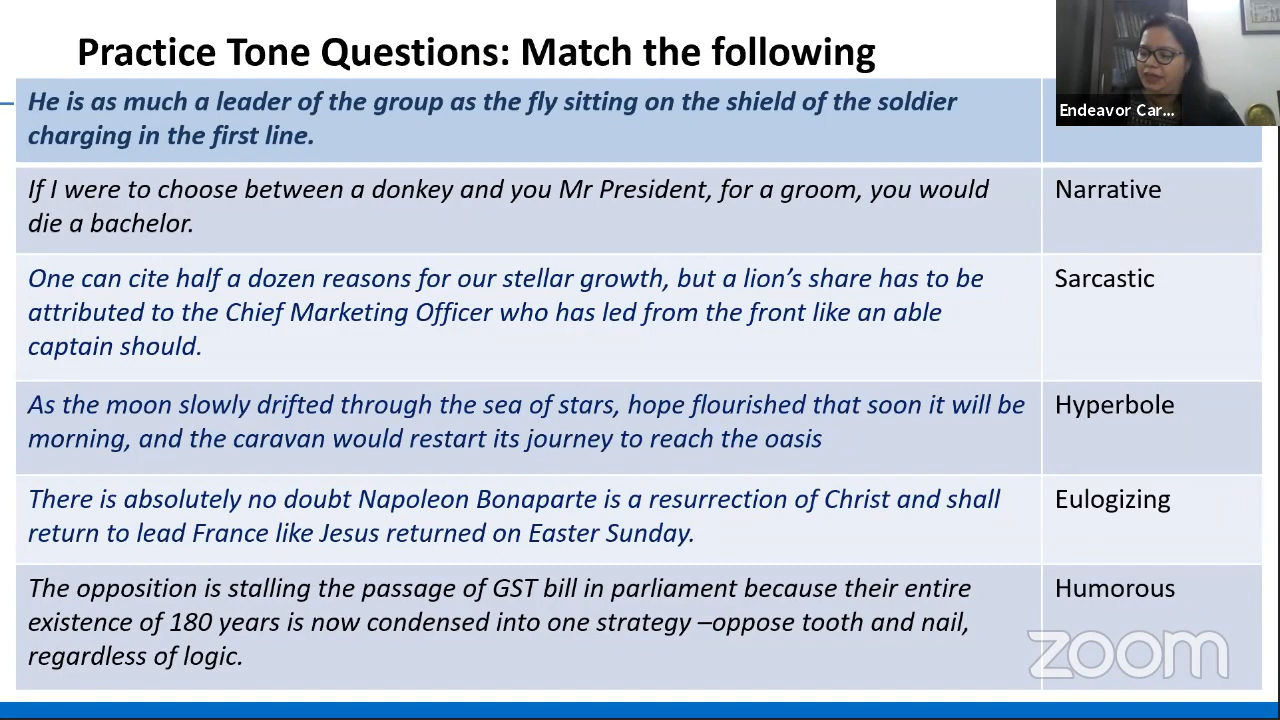 Practice Tone Questions: Match the following
Endeavor Car...
He is as much a leader of the group as the fly sitting on the shield of the soldier
charging in the first line.
If I were to choose between a donkey and you Mr President, for a groom, you would
die a bachelor.
Narrative
One can cite half a dozen reasons for our stellar growth, but a lion’s share has to be
attributed to the Chief Marketing Officer who has led from the front like an able
captain should.
Sarcastic
As the moon slowly drifted through the sea of stars, hope flourished that soon it will be
morning, and the caravan would restart its journey to reach the oasis
Hyperbole
There is absolutely no doubt Napoleon Bonaparte is a resurrection of Christ and shall
return to lead France like Jesus returned on Easter Sunday.
Eulogizing
The opposition is stalling the passage of GST bill in parliament because their entire
existence of 180 years is now condensed into one strategy –oppose tooth and nail,
regardless of logic.
Humorous
zoom